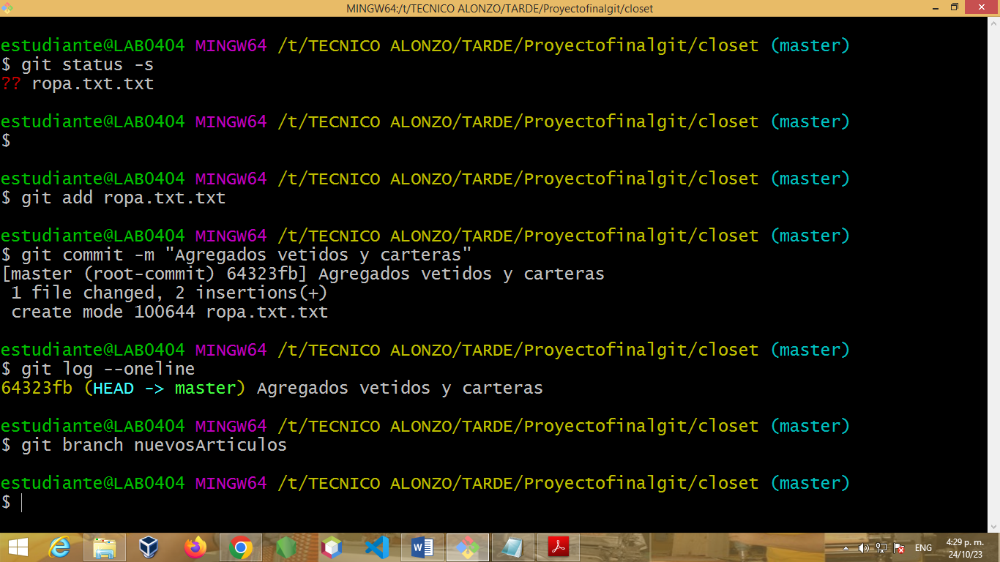 MINGW64:/t/TECNICO ALONZO/TARDE/Proyectofinalgit/closet
estudiante@LAB0404 MINGW64 /t/TECNICO ALONZO/TARDE/Proyectofinalgit/closet (master)
$ git status -s
?? ropa.txt.txt
estudiante@LAB0404 MINGW64 /t/TECNICO ALONZO/TARDE/Proyectofinalgit/closet (master)
$
estudiante@LAB0404 MINGW64 /t/TECNICO ALONZO/TARDE/Proyectofinalgit/closet (master)
$ git add ropa.txt.txt
estudiante@LAB0404 MINGW64 /t/TECNICO ALONZO/TARDE/Proyectofinalgit/closet (master)
$ git commit -m "Agregados vetidos y carteras"
[master (root-commit) 64323fb] Agregados vetidos y carteras
 1 file changed, 2 insertions(+)
 create mode 100644 ropa.txt.txt
estudiante@LAB0404 MINGW64 /t/TECNICO ALONZO/TARDE/Proyectofinalgit/closet (master)
$ git log --oneline
64323fb (HEAD -> master) Agregados vetidos y carteras
estudiante@LAB0404 MINGW64 /t/TECNICO ALONZO/TARDE/Proyectofinalgit/closet (master)
$ git branch nuevosArticulos
estudiante@LAB0404 MINGW64 /t/TECNICO ALONZO/TARDE/Proyectofinalgit/closet (master)
$
ENG
4:29 p. m.
24/10/23